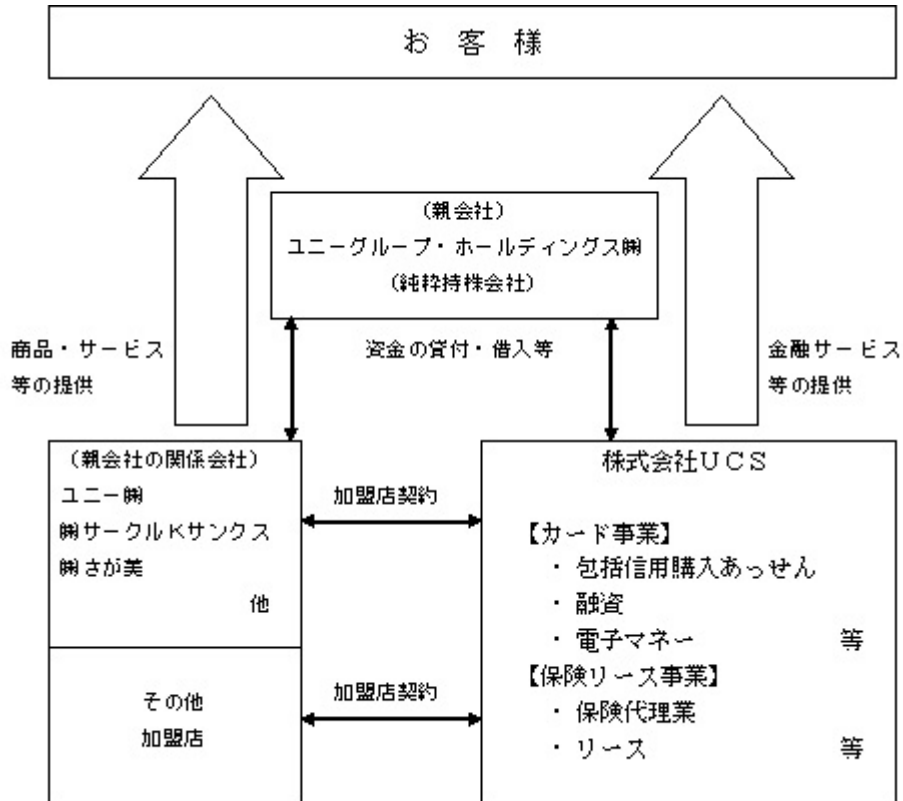 お 客 様
(親会社)
ユニーグループ・ホールディングス㈱
(純粋持株会社)
商品・サービス
等の提供
資金の貸付・借入等
金融サービス
等の提供
(親会社の関係会社)
ユニー㈱
㈱サークルKサンクス
㈱さが美
他
加盟店契約
株式会社UCS
【カード事業】
・ 包括信用購入あっせん
・ 融資
・ 電子マネー 等
【保険リース事業】
・ 保険代理業
・ リース 等
その他
加盟店
加盟店契約